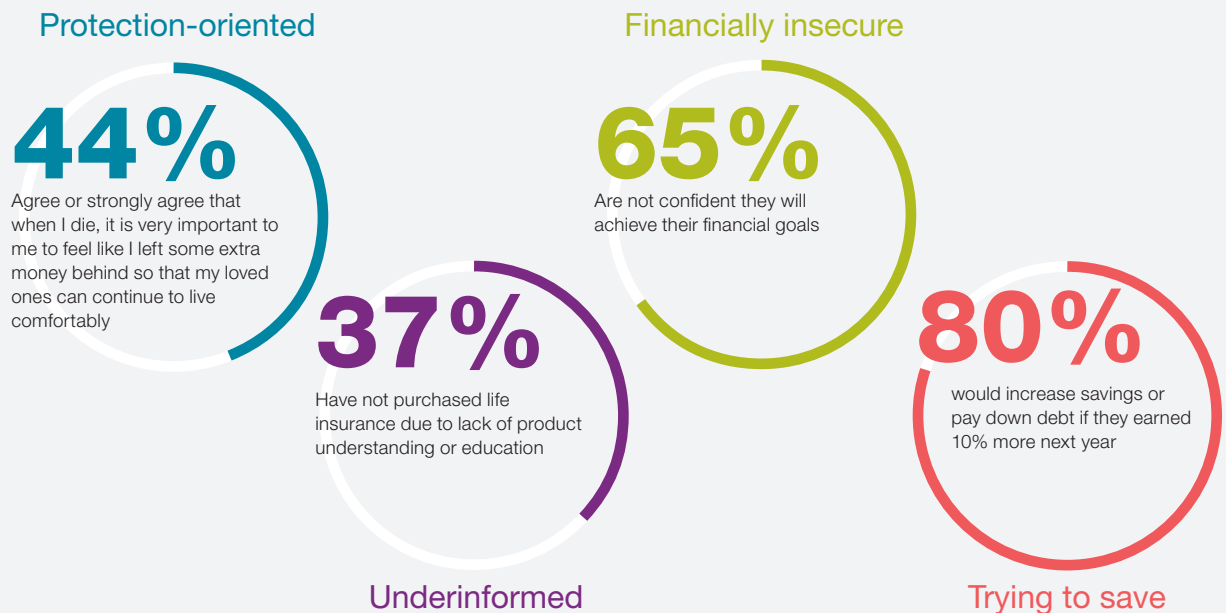 Protection-oriented
44%
Agree or strongly agree that
when I die, it is very important to
me to feel like I left some extra
money behind so that my loved
ones can continue to live
comfortably
37%
Have not purchased life
insurance due to lack of product
understanding or education
Underinformed
Financially insecure
65%
Are not confident they will
achieve their financial goals
80%
would increase savings or
pay down debt if they earned
10% more next year
Trying to save